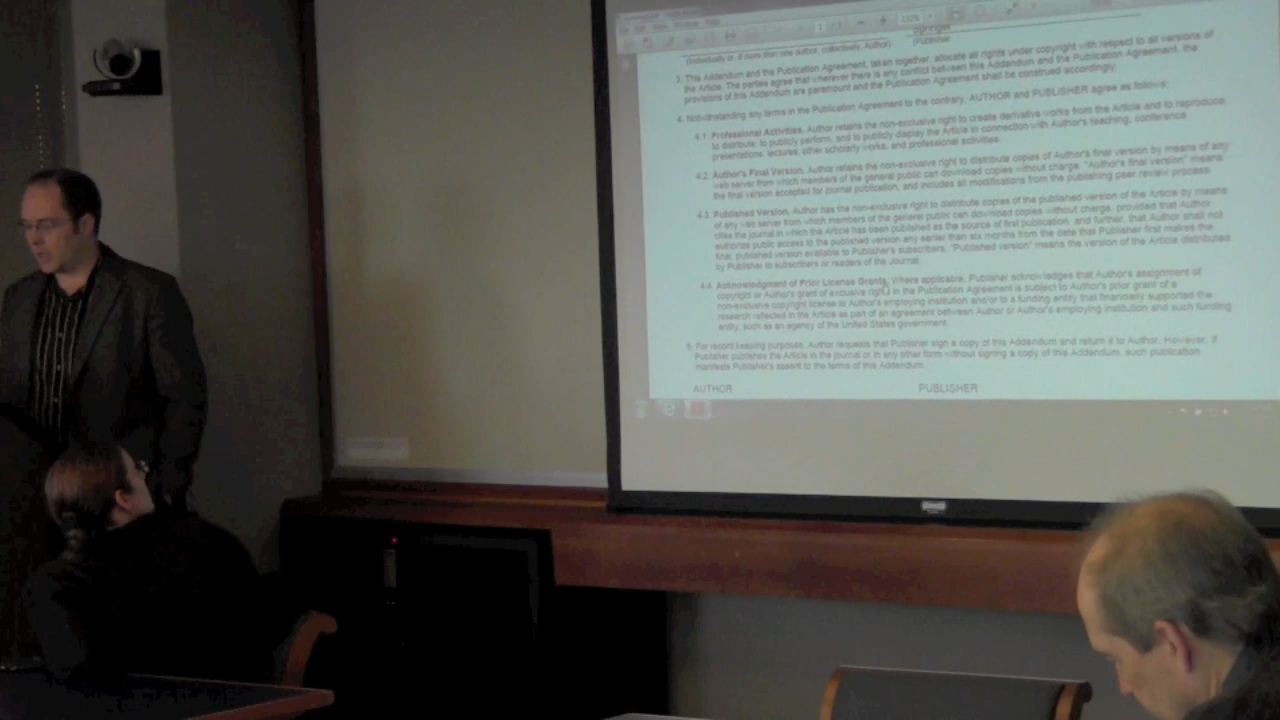 (Individually or, if more than one author, collectively, Author)
(Publisher
3. This Addendum and the Publication Agreement, taken together, allocate all rights under copyright with respect to all versions of
the Article. The parties agree that wherever there is any conflict between this Addendum and the Publication Agreement, the
provisions of this Addendum are paramount and the Publication Agreement shall be construed accordingly.
4. Notwithstanding any terms in the Publication Agreement to the contrary, AUTHOR and PUBLISHER agree as follows:
4.1 Professional Activities. Author retains the non-exclusive right to create derivative works from the Article and to reproduce,
to distribute, to publicly perform, and to publicly display the Article in connection with Author's teaching, conference
presentations, lectures, other scholarly works, and professional activities.
4.2. Author's Final Version. Author retains the non-exclusive right to distribute copies of Author's final version by means of any
web server from which members of the general public can download copies without charge. "Author's final version" means
the final version accepted for journal publication, and includes all modifications from the publishing peer review process.
4.3. Published Version. Author has the non-exclusive right to distribute copies of the published version of the Article by means
of any web server from which members of the general public can download copies without charge, provided that Author
cites the journal in which the Article has been published as the source of first publication, and further, that Author shall not
authorize public access to the published version any earlier than six months from the date that Publisher first makes the
final, published version available to Publisher's subscribers. "Published version" means the version of the Article distributed
by Publisher to subscribers or readers of the Journal.
4.4. Acknowledgment of Prior License Grants. Where applicable, Publisher acknowledges that Author's assignment of
copyright or Author's grant of exclusive rights in the Publication Agreement is subject to Author's prior grant of a
non-exclusive copyright license to Author's employing institution and/or to a funding entity that financially supported the
research reflected in the Article as part of an agreement between Author or Author's employing institution and such funding
entity, such as an agency of the United States government.
5. For record keeping purposes, Author requests that Publisher sign a copy of this Addendum and return it to Author. However, if
Publisher publishes the Article in the journal or in any other form without signing a copy of this Addendum, such publication
manifests Publisher's assent to the terms of this Addendum.
AUTHOR PUBLISHER